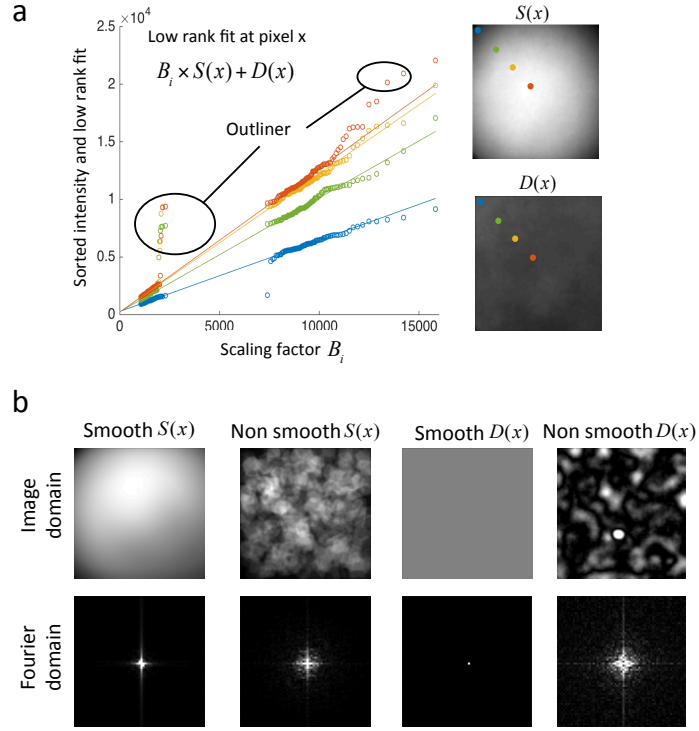 a
×10⁴
Low rank fit at pixel x
B_i × S(x) + D(x)
Outliner
Sorted intensity and low rank fit
2.5
2
1.5
1
0.5
0
0
5000
10000
15000
Scaling factor B_i
S(x)
D(x)
b
Smooth S(x)
Non smooth S(x)
Smooth D(x)
Non smooth D(x)
Image
domain
Fourier
domain